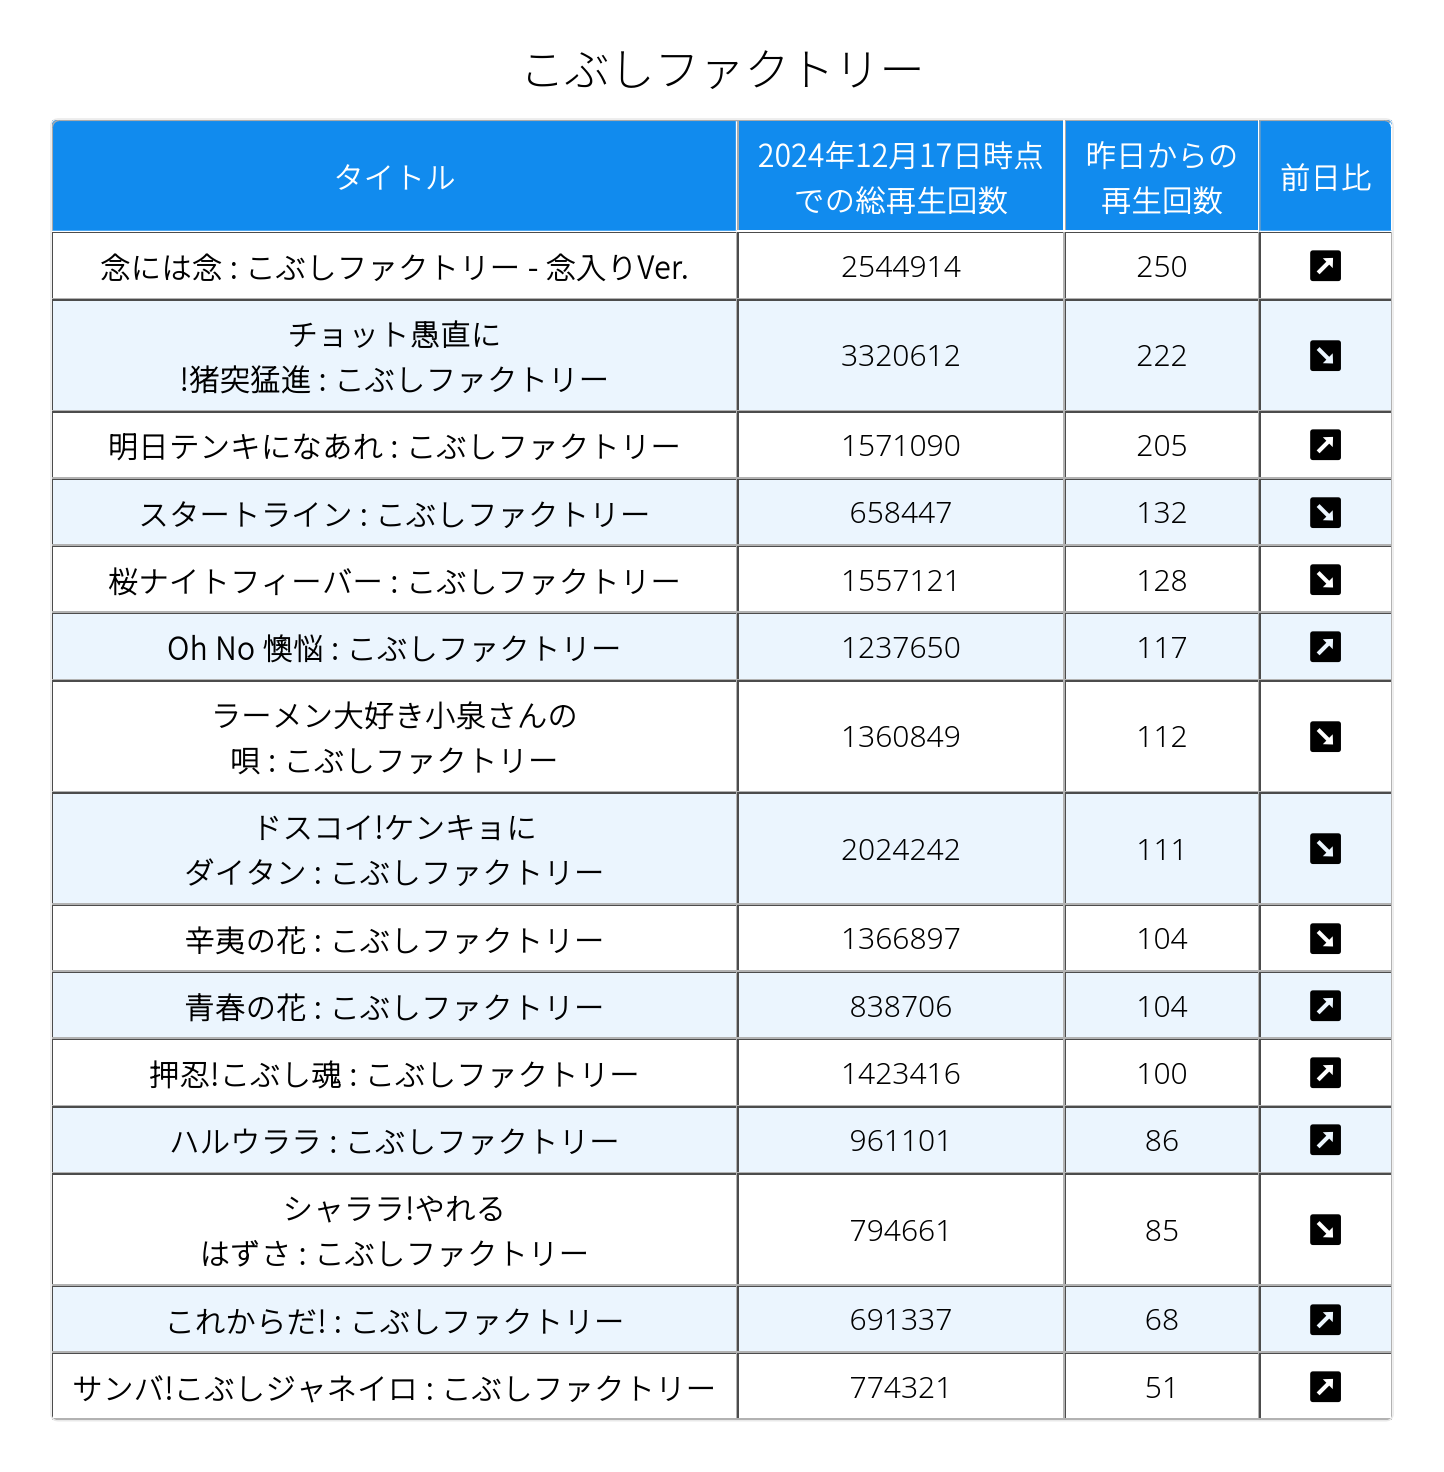 こぶしファクトリー
タイトル
2024年12月17日時点
での総再生回数
昨日からの
再生回数
前日比
念には念 : こぶしファクトリー - 念入りVer.
2544914
250
チョット愚直に
!猪突猛進 : こぶしファクトリー
3320612
222
明日テンキになあれ : こぶしファクトリー
1571090
205
スタートライン : こぶしファクトリー
658447
132
桜ナイトフィーバー : こぶしファクトリー
1557121
128
Oh No 懊悩 : こぶしファクトリー
1237650
117
ラーメン大好き小泉さんの
唄 : こぶしファクトリー
1360849
112
ドスコイ!ケンキョに
ダイタン : こぶしファクトリー
2024242
111
辛夷の花 : こぶしファクトリー
1366897
104
青春の花 : こぶしファクトリー
838706
104
押忍!こぶし魂 : こぶしファクトリー
1423416
100
ハルウララ : こぶしファクトリー
961101
86
シャララ!やれる
はずさ : こぶしファクトリー
794661
85
これからだ! : こぶしファクトリー
691337
68
サンバ!こぶしジャネイロ : こぶしファクトリー
774321
51